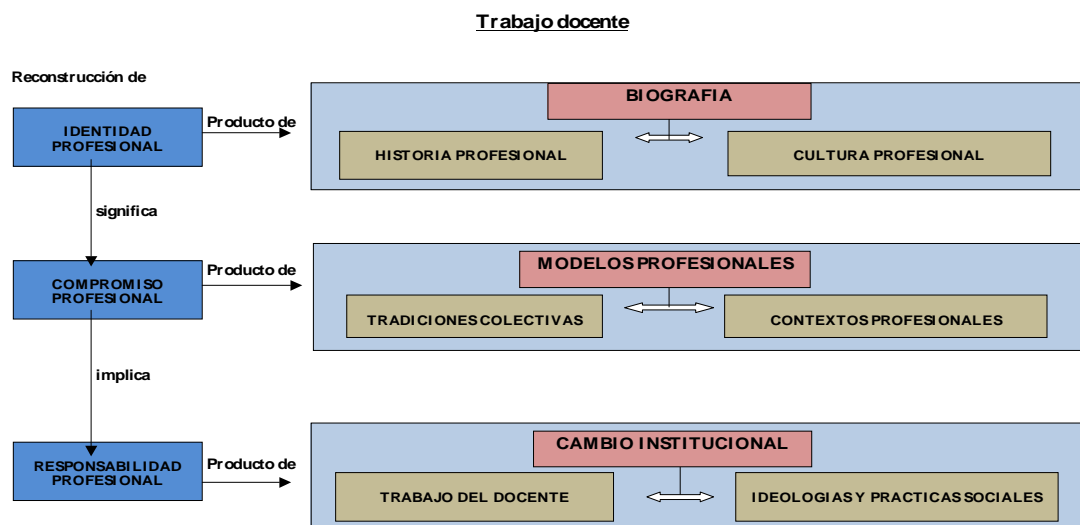 Trabajo docente
Reconstrucción de
IDENTIDAD
PROFESIONAL
Producto de
BIOGRAFIA
HISTORIA PROFESIONAL
CULTURA PROFESIONAL
significa
COMPROMISO
PROFESIONAL
Producto de
MODELOS PROFESIONALES
TRADICIONES COLECTIVAS
CONTEXTOS PROFESIONALES
implica
RESPONSABILIDAD
PROFESIONAL
Producto de
CAMBIO INSTITUCIONAL
TRABAJO DEL DOCENTE
IDEOLOGIAS Y PRACTICAS SOCIALES